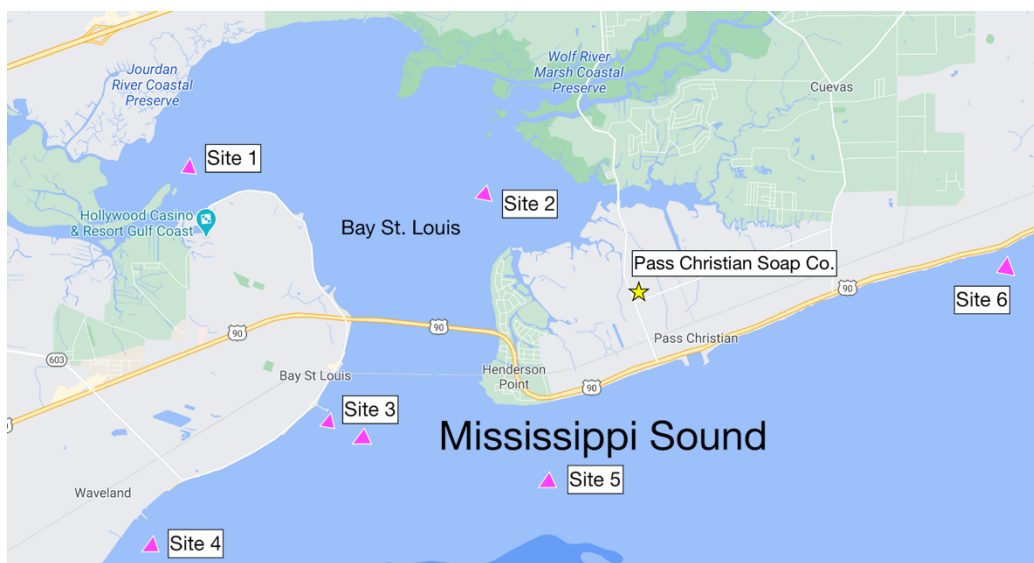 Jourdan
River Coastal
Preserve
Wolf River
Marsh Coastal
Preserve
Cuevas
Site 1
Site 2
Hollywood Casino
& Resort Gulf Coast
Bay St. Louis
Pass Christian Soap Co.
Site 6
90
90
90
Pass Christian
603
Bay St Louis
Henderson
Point
90
Site 3
Mississippi Sound
Site 5
Waveland
Site 4